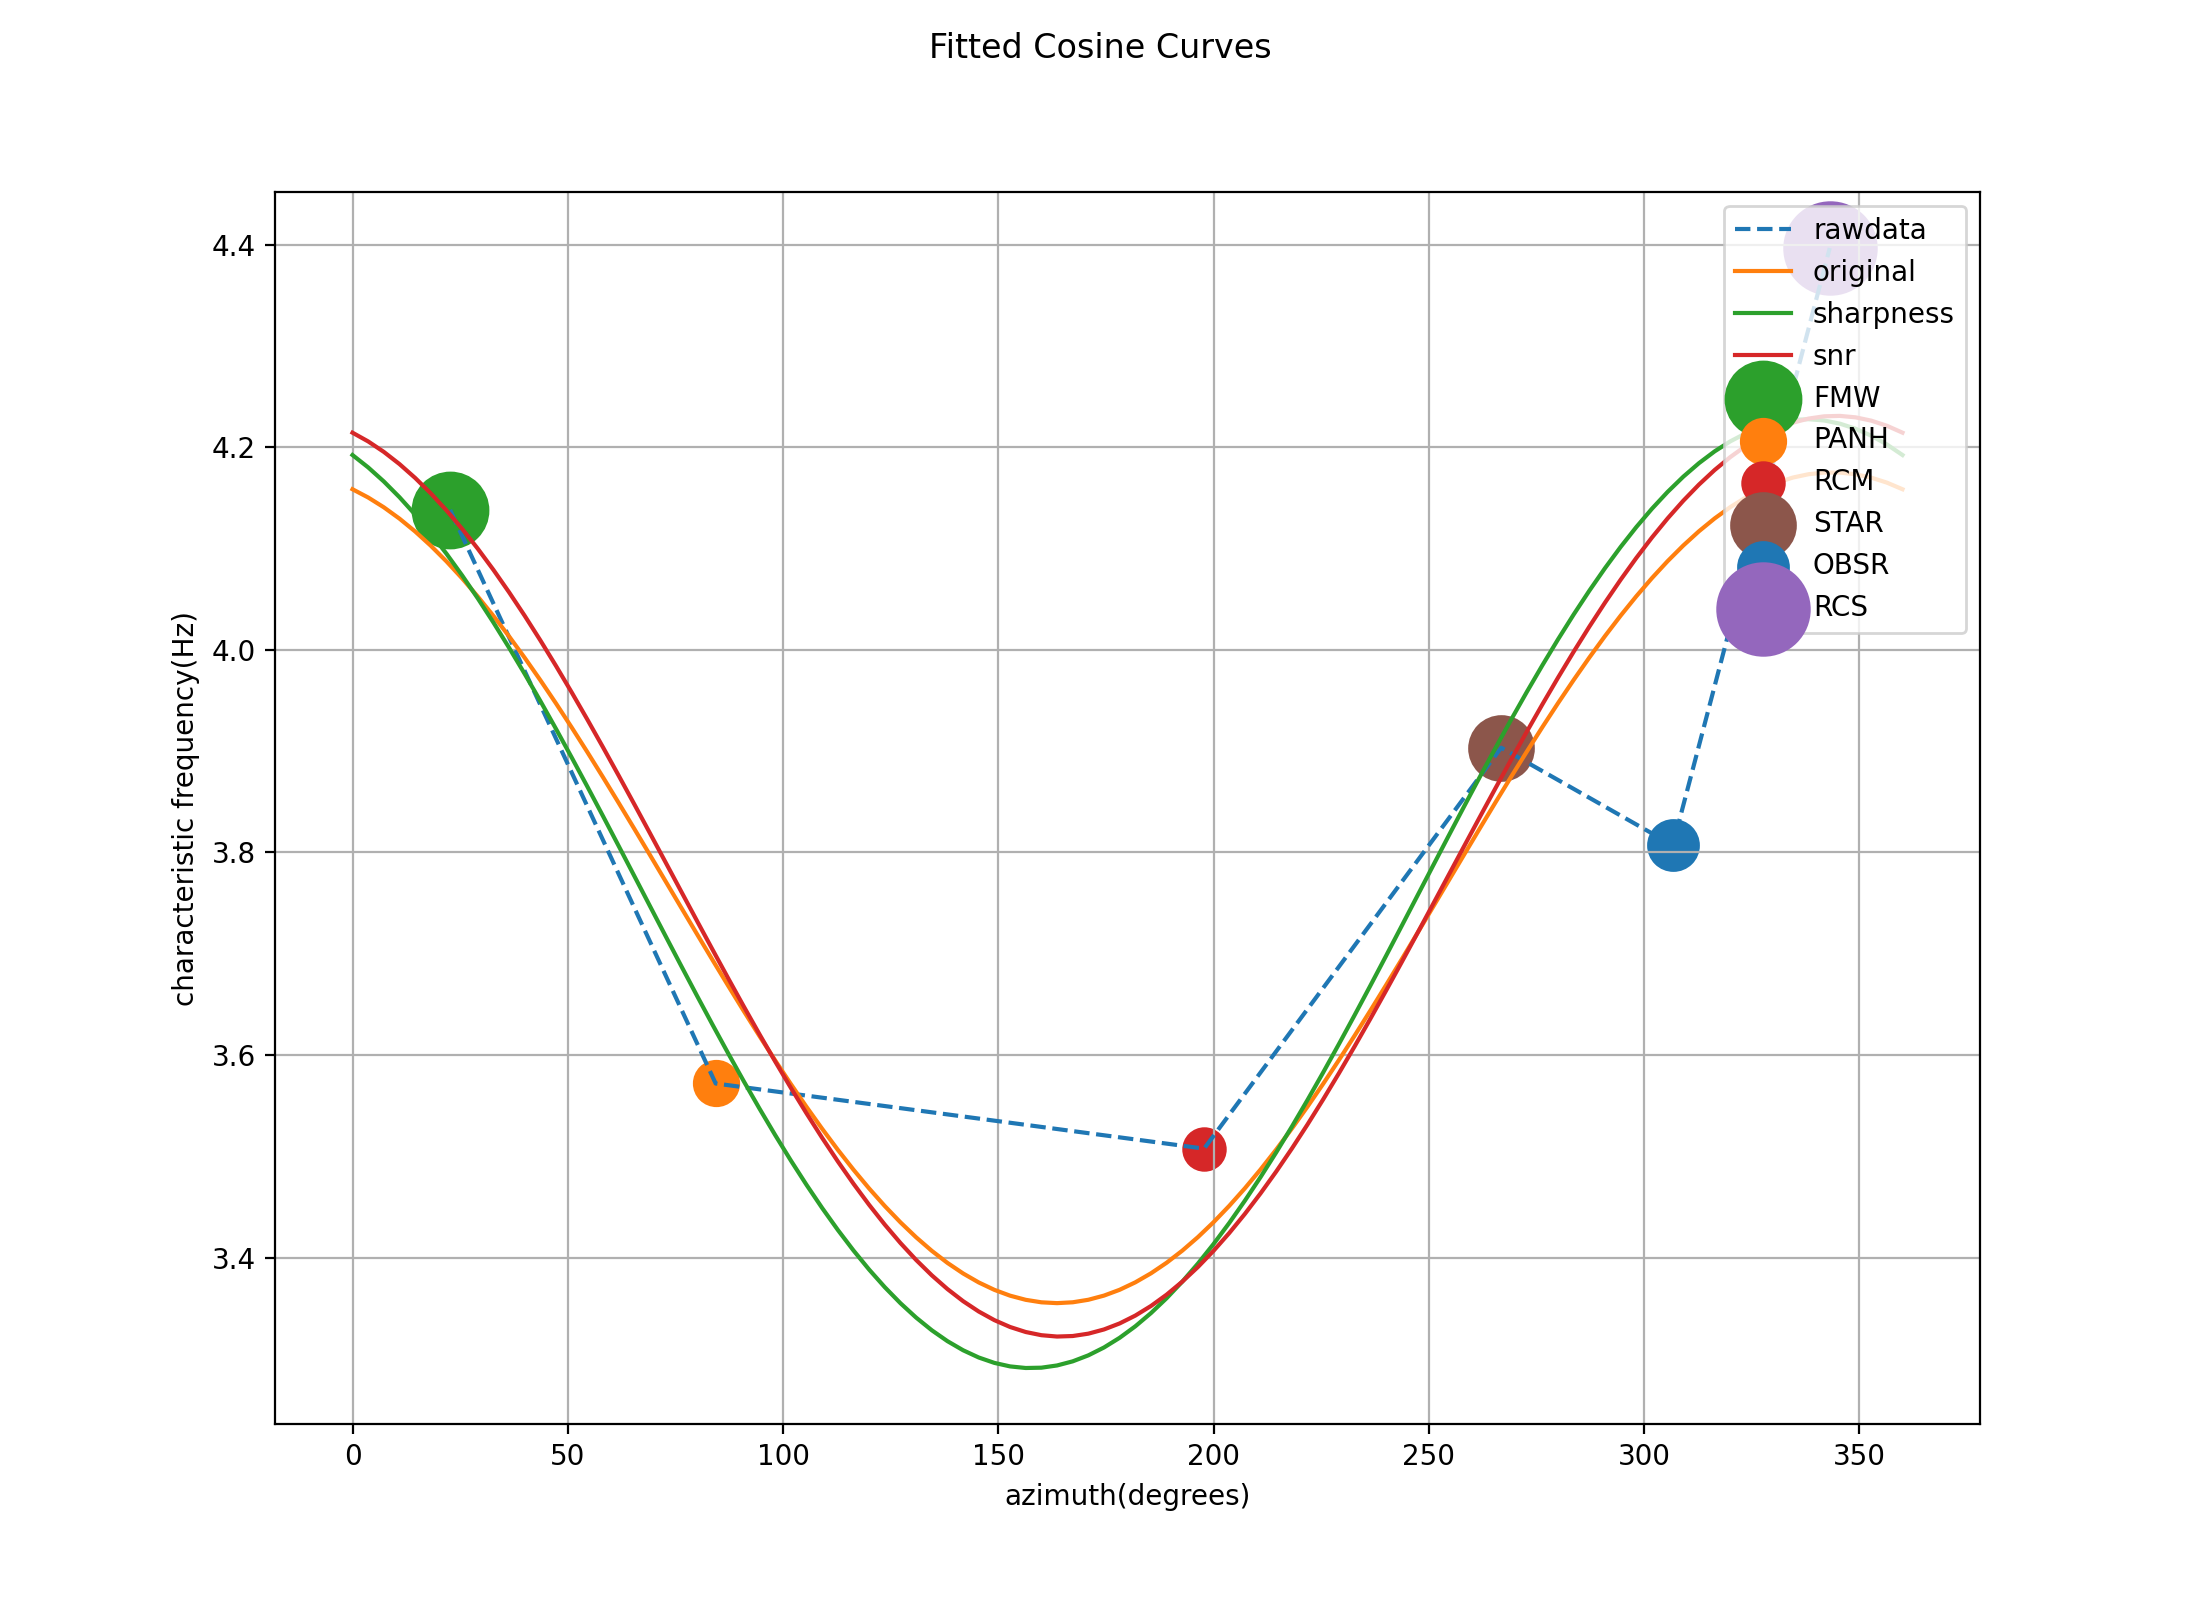 Fitted Cosine Curves
4.4
4.2
4.0
3.8
3.6
3.4
characteristic frequency(Hz)
rawdata
original
sharpness
snr
FMW
PANH
RCM
STAR
OBSR
RCS
0 50 100 150 200 250 300 350
azimuth(degrees)